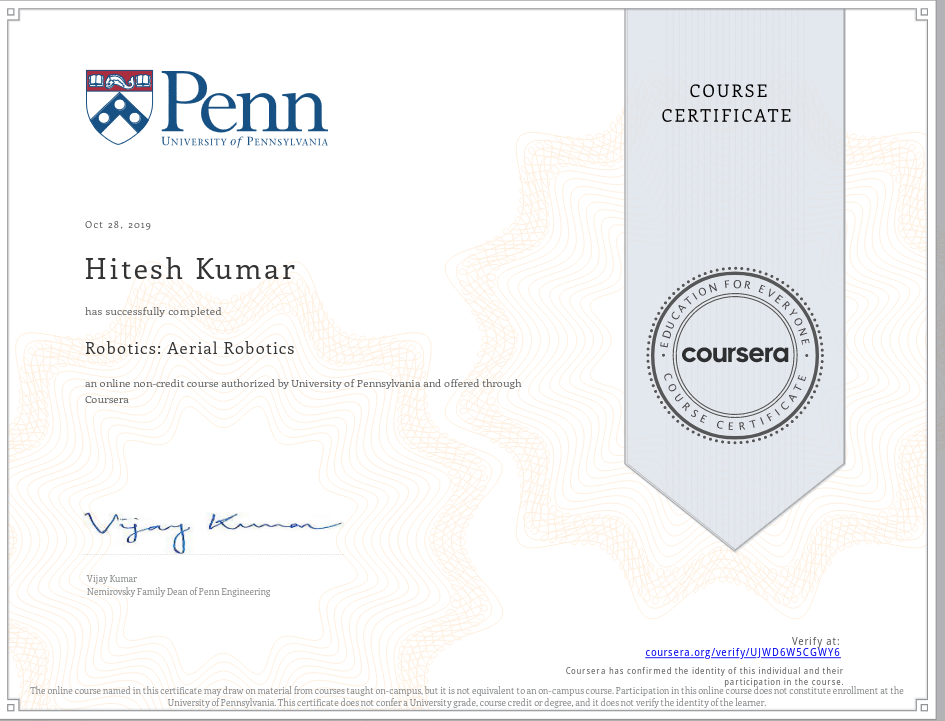 Penn
UNIVERSITY of PENNSYLVANIA
COURSE
CERTIFICATE
Oct 28, 2019
Hitesh Kumar
has successfully completed
Robotics: Aerial Robotics
an online non-credit course authorized by University of Pennsylvania and offered through
Coursera
EDUCATION FOR EVERYONE
coursera
COURSE CERTIFICATE
Vijay Kumar
Vijay Kumar
Nemirovsky Family Dean of Penn Engineering
Verify at:
coursera.org/verify/UJWD6W5CGWY6
Coursera has confirmed the identity of this individual and their
participation in the course.
The online course named in this certificate may draw on material from courses taught on-campus, but it is not equivalent to an on-campus course. Participation in this online course does not constitute enrollment at the
University of Pennsylvania. This certificate does not confer a University grade, course credit or degree, and it does not verify the identity of the learner.